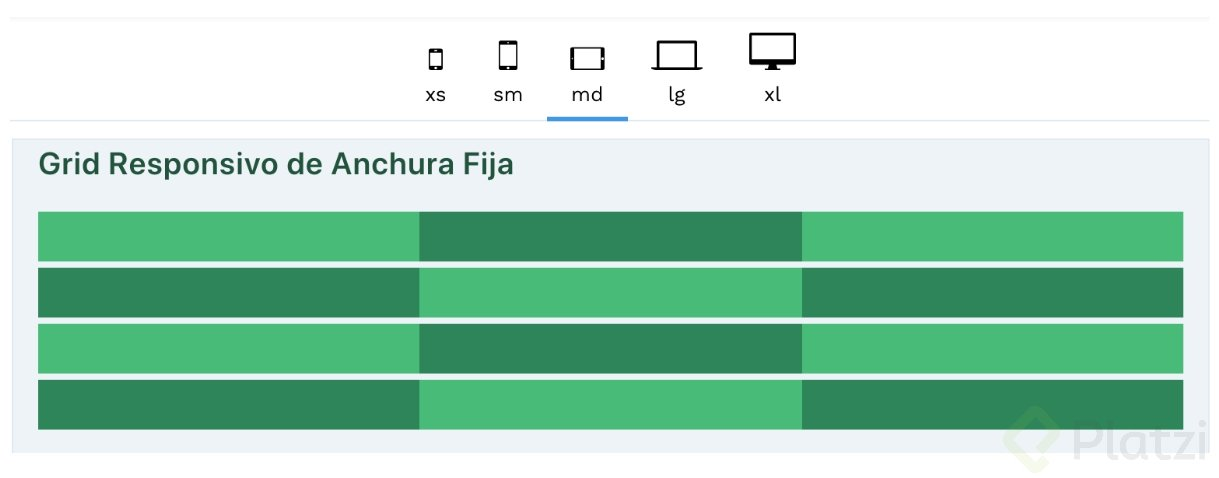 xs sm md lg xl
Grid Responsivo de Anchura Fija
Platzi